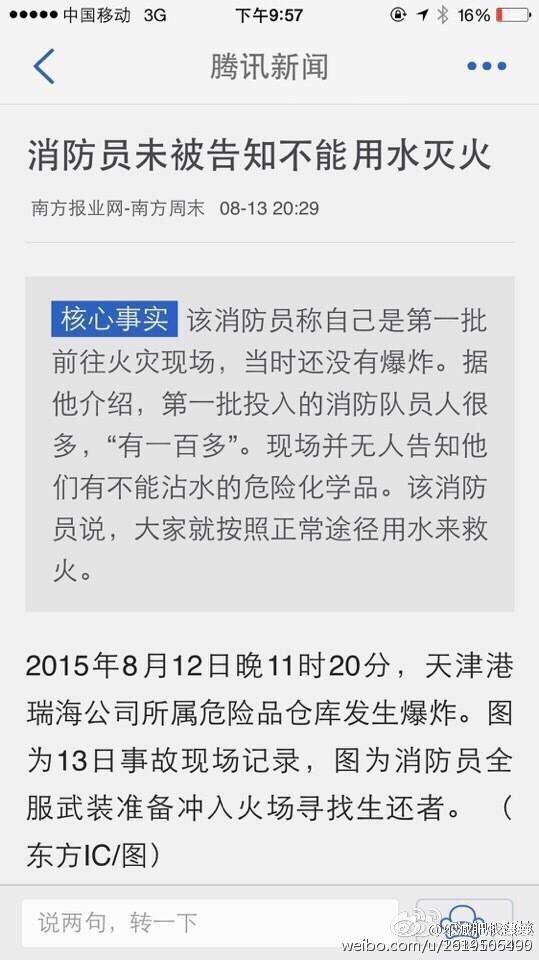 中国移动 3G 下午9:57 16%
腾讯新闻
消防员未被告知不能用水灭火
南方报业网-南方周末 08-13 20:29
核心事实 该消防员称自己是第一批
前往火灾现场，当时还没有爆炸。据
他介绍，第一批投入的消防队员人很
多，“有一百多”。现场并无人告知他
们有不能沾水的危险化学品。该消防
员说，大家就按照正常途径用水来救
火。
2015年8月12日晚11时20分，天津港
瑞海公司所属危险品仓库发生爆炸。图
为13日事故现场记录，图为消防员全
服武装准备冲入火场寻找生还者。（
东方IC/图）
说两句，转一下